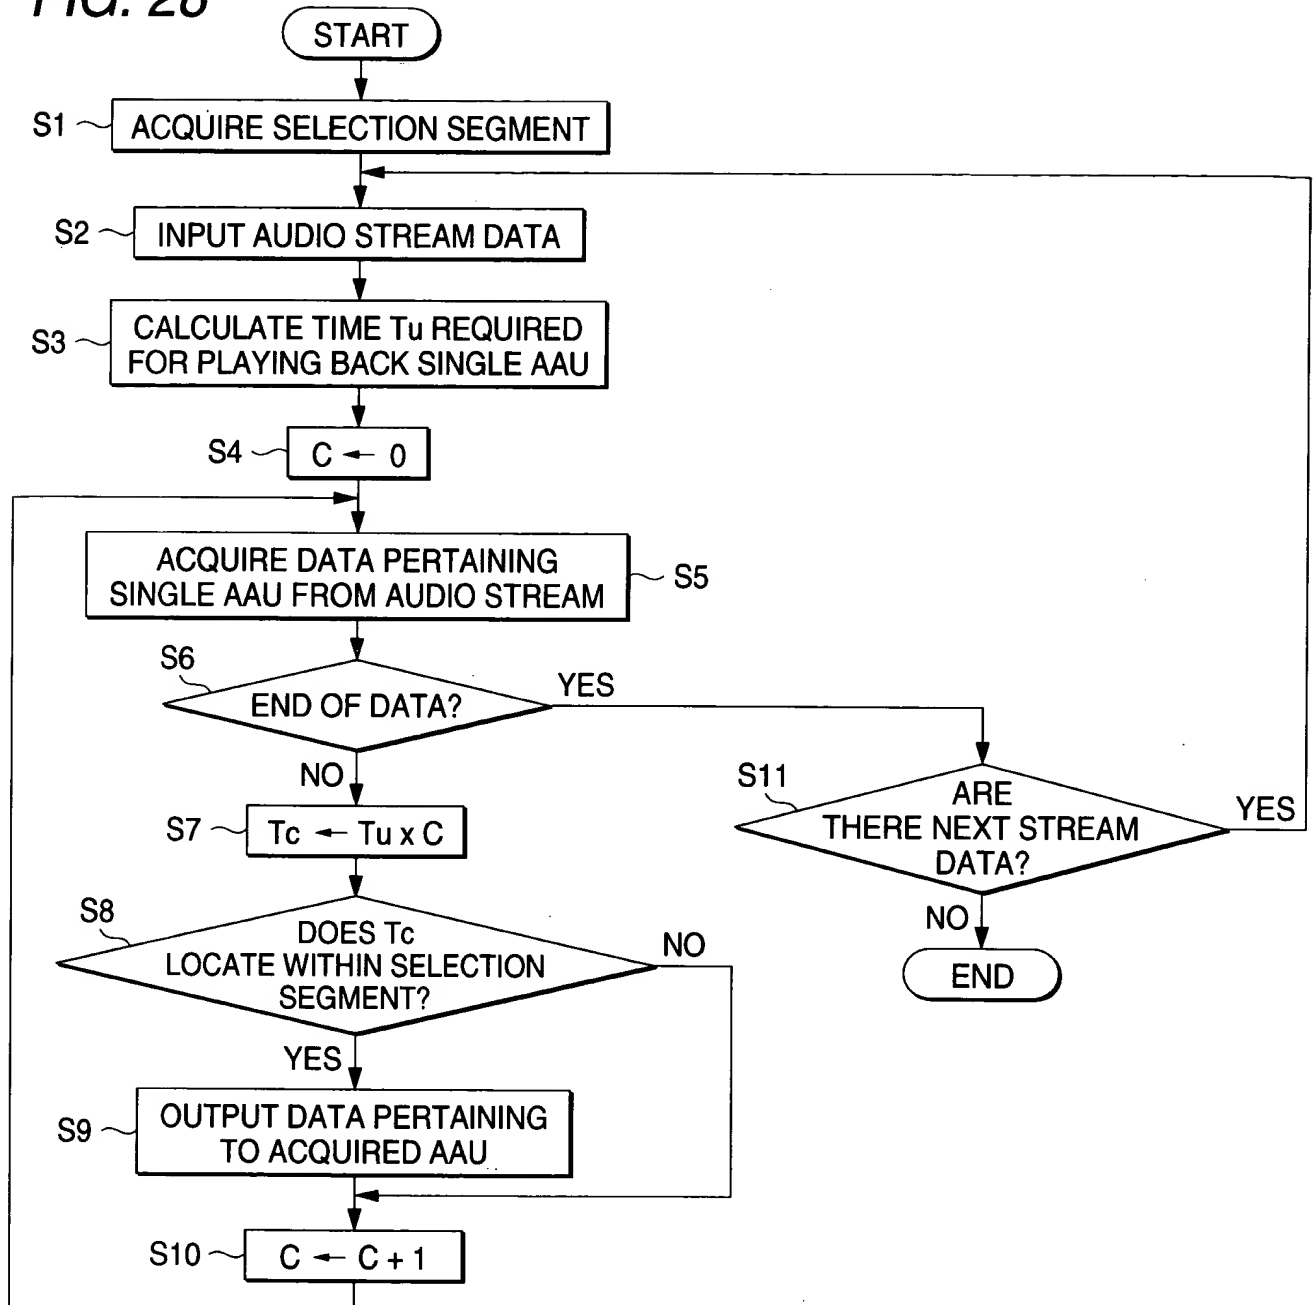 FIG. 28
START
S1
ACQUIRE SELECTION SEGMENT
S2
INPUT AUDIO STREAM DATA
S3
CALCULATE TIME Tu REQUIRED
FOR PLAYING BACK SINGLE AAU
S4
C ← 0
ACQUIRE DATA PERTAINING
SINGLE AAU FROM AUDIO STREAM
S5
S6
END OF DATA?
YES
NO
S7
Tc ← Tu x C
S11
ARE
THERE NEXT STREAM
DATA?
YES
NO
END
S8
DOES Tc
LOCATE WITHIN SELECTION
SEGMENT?
NO
YES
S9
OUTPUT DATA PERTAINING
TO ACQUIRED AAU
S10
C ← C + 1